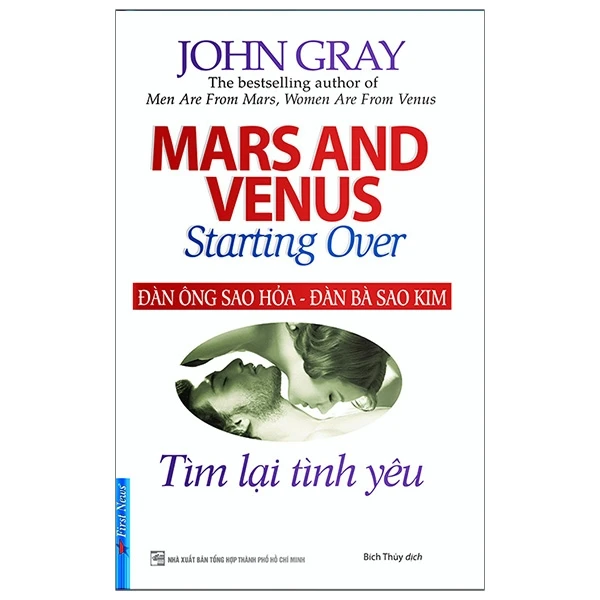 JOHN GRAY
The bestselling author of
Men Are From Mars, Women Are From Venus
MARS AND
VENUS
Starting Over
ĐÀN ÔNG SAO HỎA - ĐÀN BÀ SAO KIM
Tìm lại tình yêu
First News
NHÀ XUẤT BẢN TỔNG HỢP THÀNH PHỐ HỒ CHÍ MINH
Bích Thủy dịch